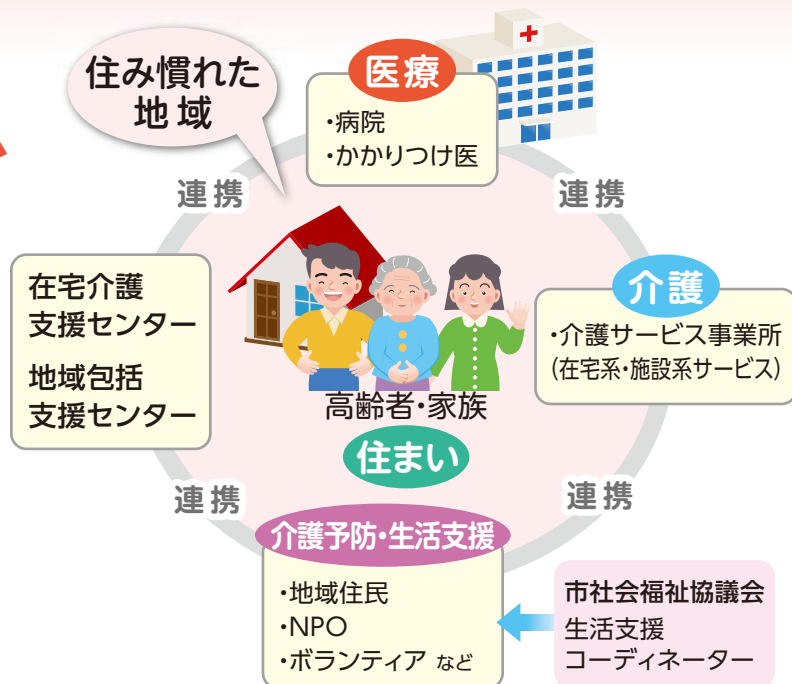 住み慣れた
地域
医療
・病院
・かかりつけ医
連携
連携
在宅介護
支援センター
地域包括
支援センター
介護
・介護サービス事業所
(在宅系・施設系サービス)
高齢者・家族
住まい
連携
連携
介護予防・生活支援
・地域住民
・NPO
・ボランティア など
市社会福祉協議会
生活支援
コーディネーター